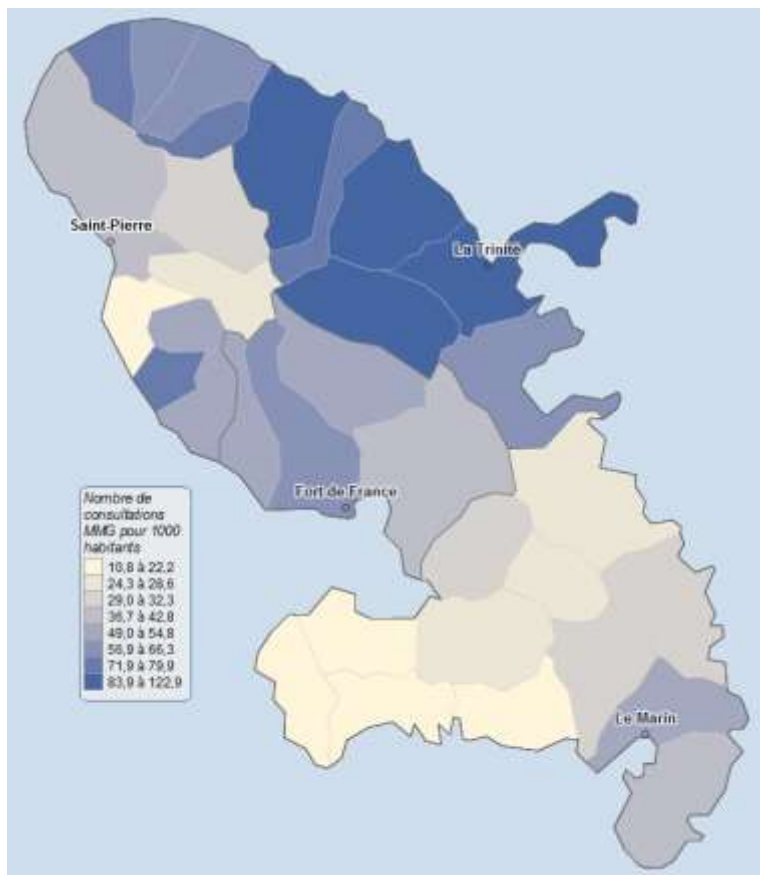 Saint-Pierre
La Trinité
Fort de France
Nombre de
consultations
MMG pour 1000
habitants
10,8 à 22,2
24,3 à 28,6
29,0 à 32,3
36,7 à 42,8
49,0 à 54,8
56,9 à 66,3
71,9 à 79,9
83,9 à 122,9
Le Marin